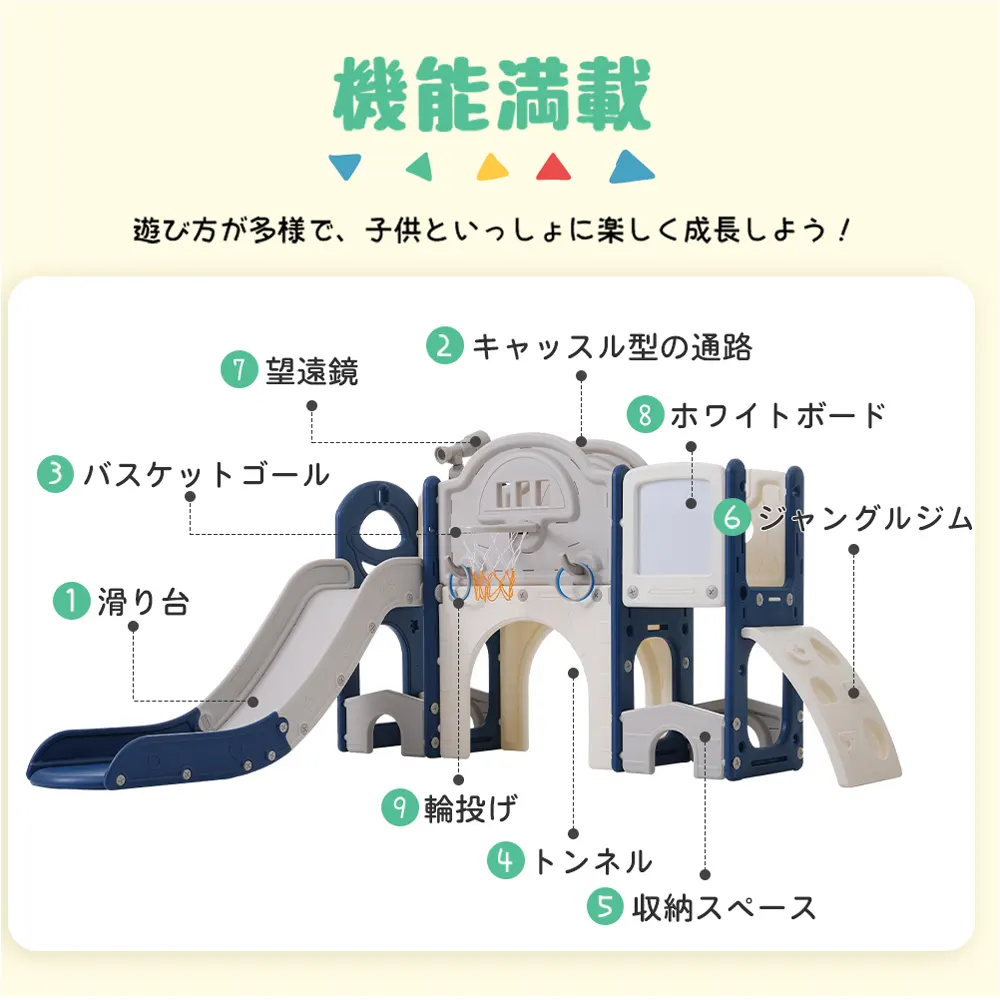 機能満載
遊び方が多様で、子供といっしょに楽しく成長しよう！
2 キャッスル型の通路
7 望遠鏡
8 ホワイトボード
3 バスケットゴール
6 ジャングルジム
1 滑り台
9 輪投げ
4 トンネル
5 収納スペース